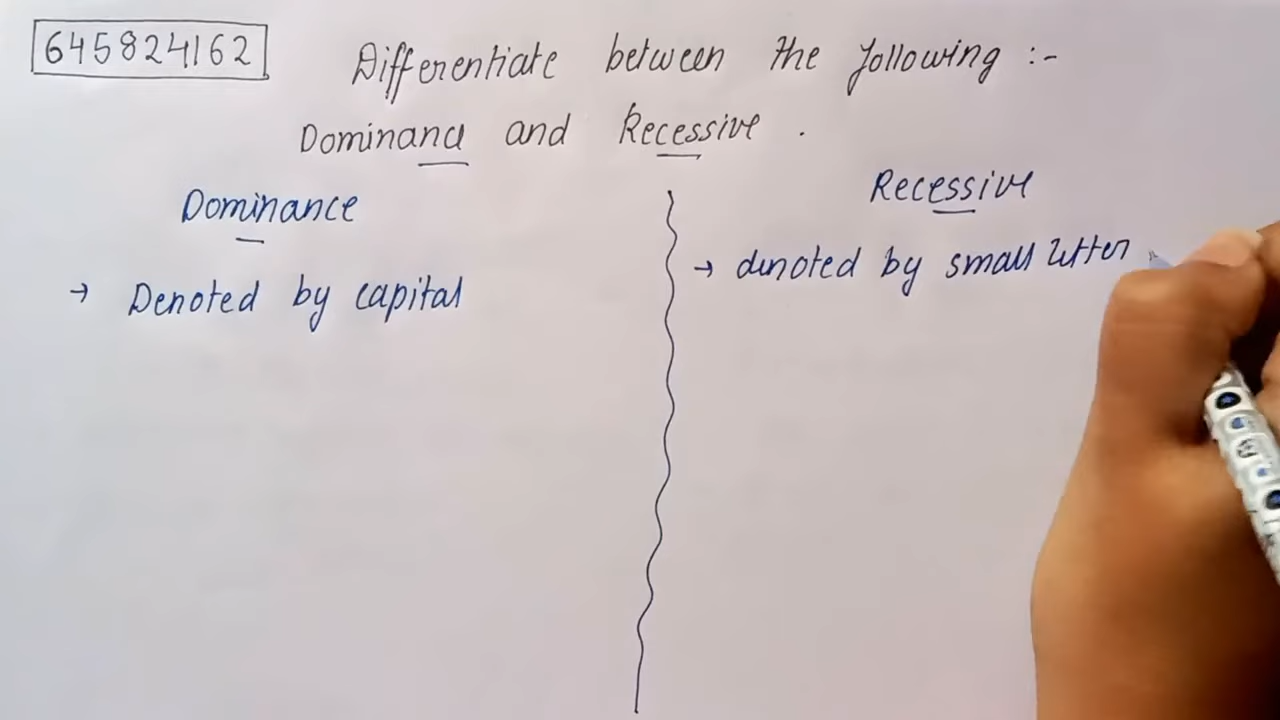 645824162
Differentiate between the following :-
Dominance and Recessive .
Dominance
→ Denoted by capital
Recessive
→ denoted by small letter